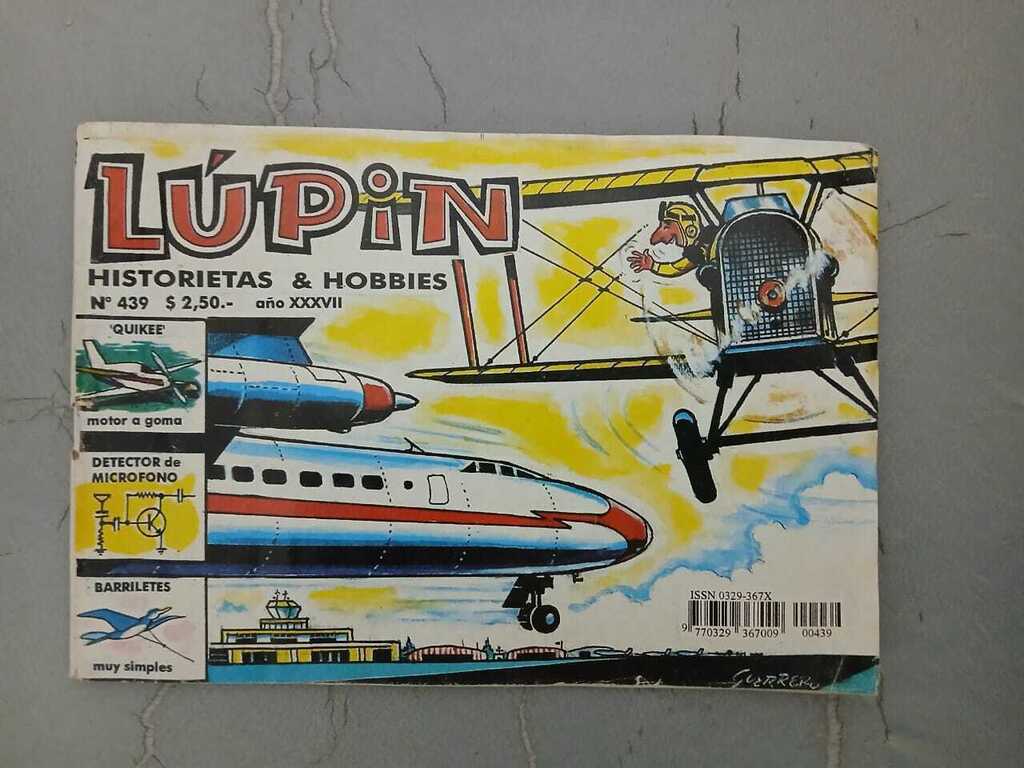 LÚPiN
HISTORIETAS & HOBBIES
Nº 439 $ 2,50.- año XXXVII
'QUIKEE'
motor a goma
DETECTOR de
MICROFONO
BARRILETES
muy simples
ISSN 0329-367X
9 770329 367009 00439
GUERRERO